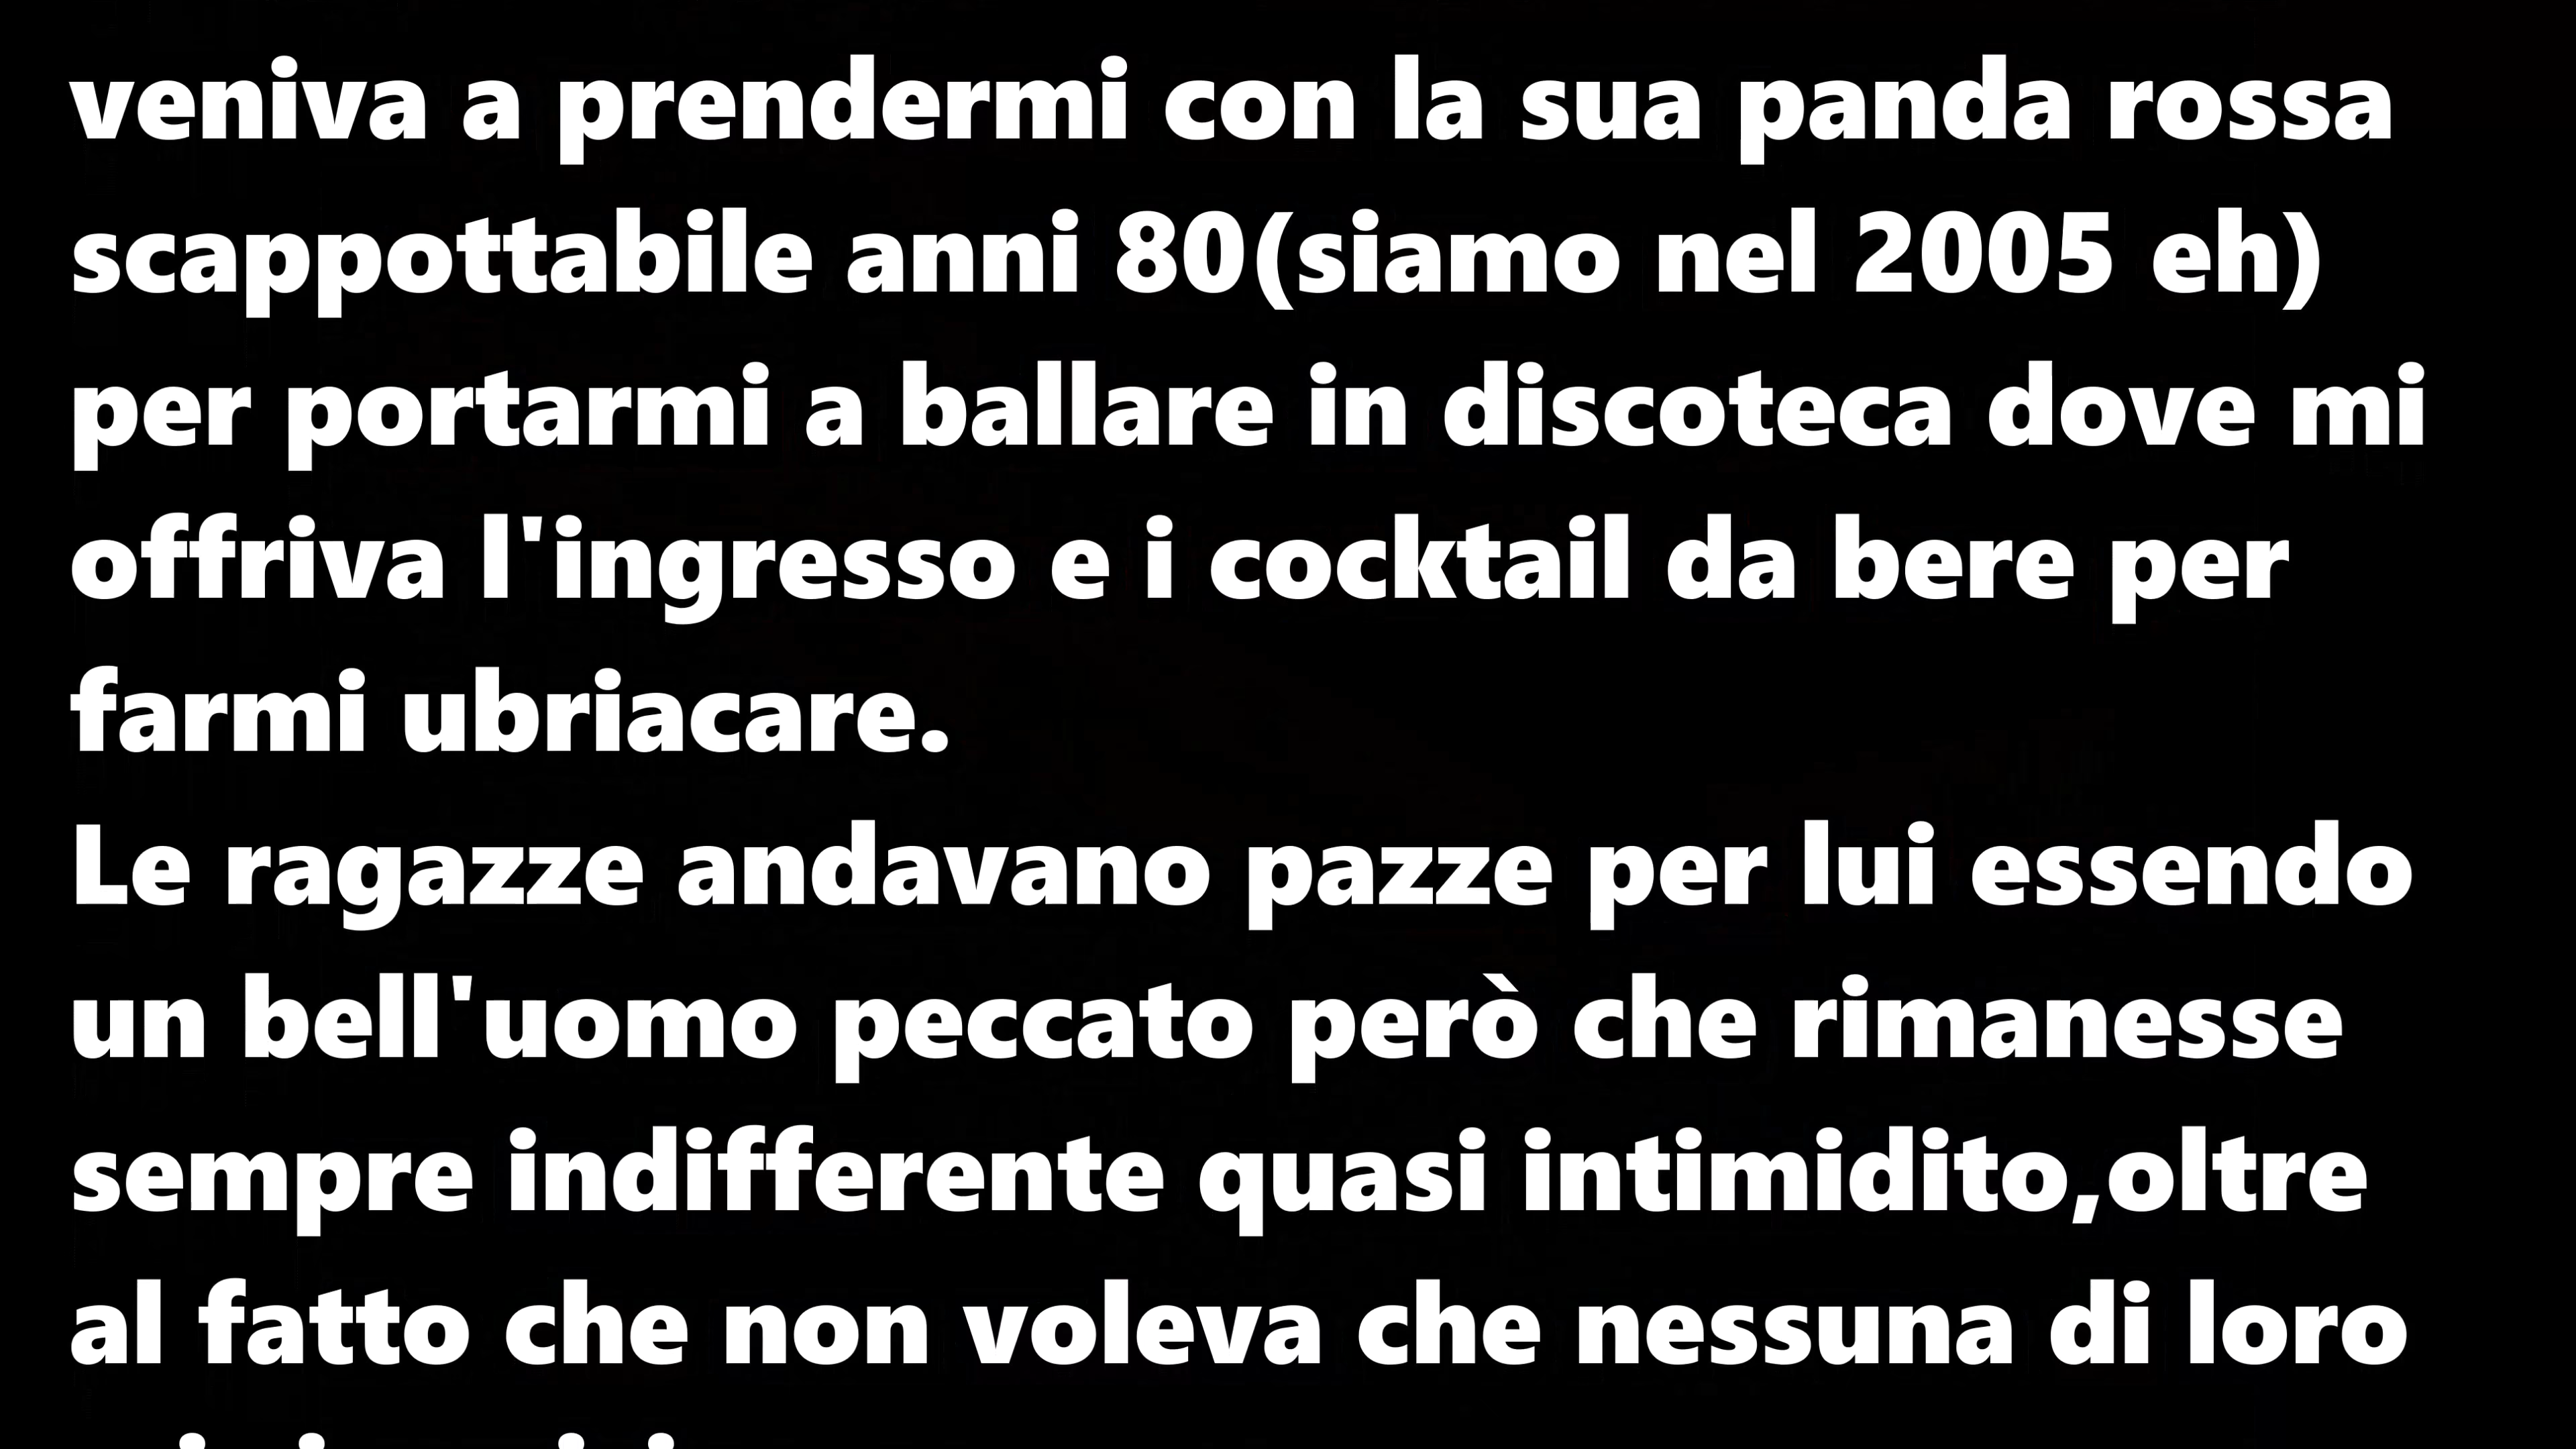 veniva a prendermi con la sua panda rossa
scappottabile anni 80(siamo nel 2005 eh)
per portarmi a ballare in discoteca dove mi
offriva l'ingresso e i cocktail da bere per
farmi ubriacare.
Le ragazze andavano pazze per lui essendo
un bell'uomo peccato però che rimanesse
sempre indifferente quasi intimidito,oltre
al fatto che non voleva che nessuna di loro